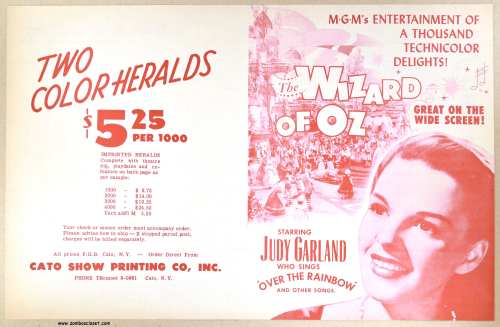 TWO
COLOR HERALDS
$5 25
PER 1000
IMPRINTED HERALDS
Complete with theatre
sig, playdates and co-
feature on back page as
per sample:
1000 - $ 8.75
2000 - $14.00
3000 - $19.25
4000 - $24.50
Each addtl M 5.25
Your check or money order must accompany order.
Please advise how to ship—If shipped parcel post,
charges will be billed separately.
All prices F.O.B. Cato, N.Y. — Order Direct From
CATO SHOW PRINTING CO., INC.
PHONE TRemont 8-0661 Cato, N.Y.
M-G-M's ENTERTAINMENT OF
A THOUSAND
TECHNICOLOR
DELIGHTS!
The WIZARD
OF OZ
GREAT ON THE
WIDE SCREEN!
STARRING
JUDY GARLAND
WHO SINGS
"OVER THE RAINBOW"
AND OTHER SONGS
www.zomboscloset.com